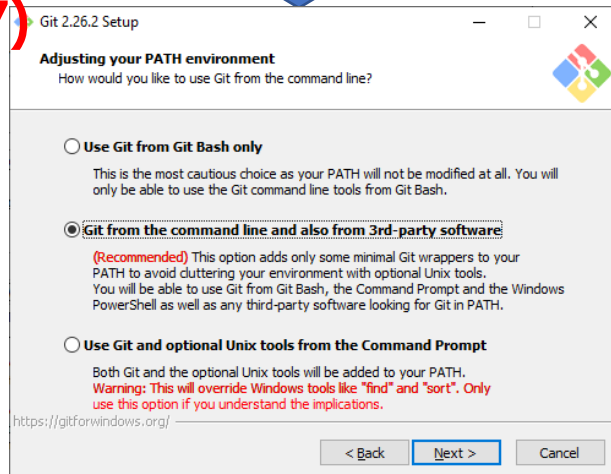 7)
Git 2.26.2 Setup
Adjusting your PATH environment
How would you like to use Git from the command line?
Use Git from Git Bash only
This is the most cautious choice as your PATH will not be modified at all. You will
only be able to use the Git command line tools from Git Bash.
Git from the command line and also from 3rd-party software
(Recommended) This option adds only some minimal Git wrappers to your
PATH to avoid cluttering your environment with optional Unix tools.
You will be able to use Git from Git Bash, the Command Prompt and the Windows
PowerShell as well as any third-party software looking for Git in PATH.
Use Git and optional Unix tools from the Command Prompt
Both Git and the optional Unix tools will be added to your PATH.
Warning: This will override Windows tools like "find" and "sort". Only
use this option if you understand the implications.
https://gitforwindows.org/
< Back Next > Cancel